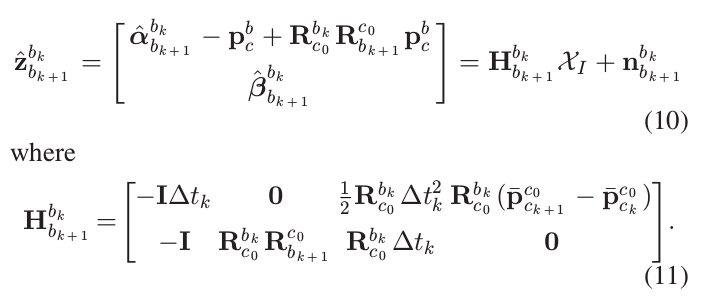 \hat{\mathbf{z}}^{b_k}_{b_{k+1}} = \begin{bmatrix} \hat{\boldsymbol{\alpha}}^{b_k}_{b_{k+1}} - \mathbf{p}^b_c + \mathbf{R}^{b_k}_{c_0} \mathbf{R}^{c_0}_{b_{k+1}} \mathbf{p}^b_c \\ \hat{\boldsymbol{\beta}}^{b_k}_{b_{k+1}} \end{bmatrix} = \mathbf{H}^{b_k}_{b_{k+1}} \mathcal{X}_I + \mathbf{n}^{b_k}_{b_{k+1}}
(10)
where
\mathbf{H}^{b_k}_{b_{k+1}} = \begin{bmatrix} -\mathbf{I}\Delta t_k & \mathbf{0} & \frac{1}{2}\mathbf{R}^{b_k}_{c_0} \Delta t_k^2 & \mathbf{R}^{b_k}_{c_0} (\bar{\mathbf{p}}^{c_0}_{c_{k+1}} - \bar{\mathbf{p}}^{c_0}_{c_k}) \\ -\mathbf{I} & \mathbf{R}^{b_k}_{c_0} \mathbf{R}^{c_0}_{b_{k+1}} & \mathbf{R}^{b_k}_{c_0} \Delta t_k & \mathbf{0} \end{bmatrix}.
(11)